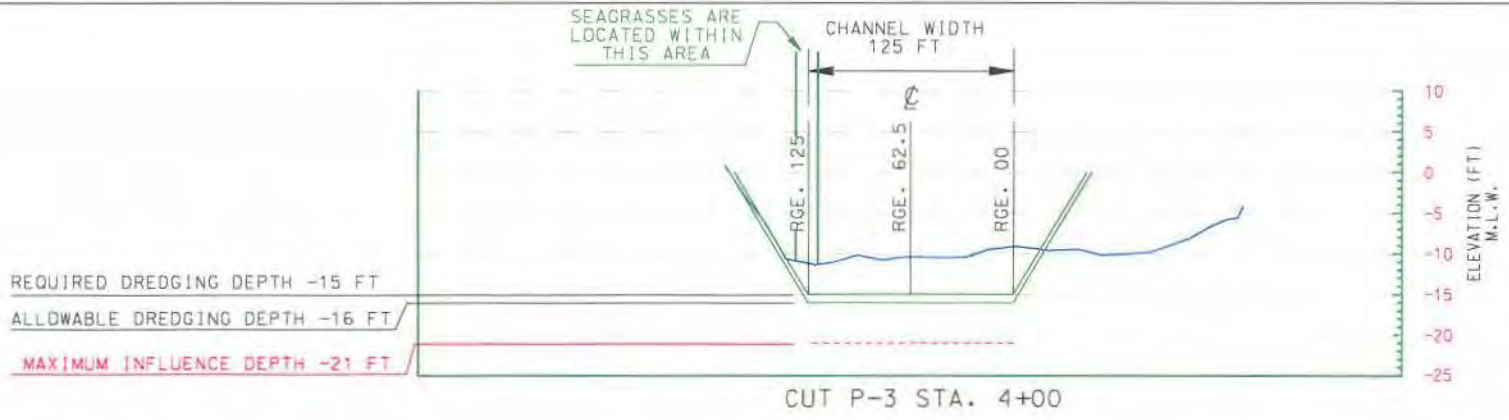 SEAGRASSES ARE
LOCATED WITHIN
THIS AREA
CHANNEL WIDTH
125 FT
℄
RGE. 125
RGE. 62.5
RGE. 00
10
5
0
-5
-10
-15
-20
-25
ELEVATION (FT)
M.L.W.
REQUIRED DREDGING DEPTH -15 FT
ALLOWABLE DREDGING DEPTH -16 FT
MAXIMUM INFLUENCE DEPTH -21 FT
CUT P-3 STA. 4+00